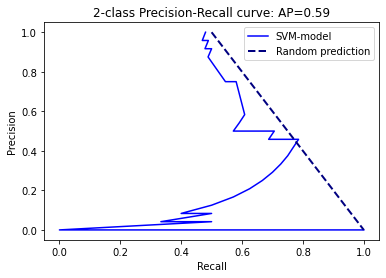 2-class Precision-Recall curve: AP=0.59
SVM-model
Random prediction
Precision
1.0
0.8
0.6
0.4
0.2
0.0
0.0 0.2 0.4 0.6 0.8 1.0
Recall